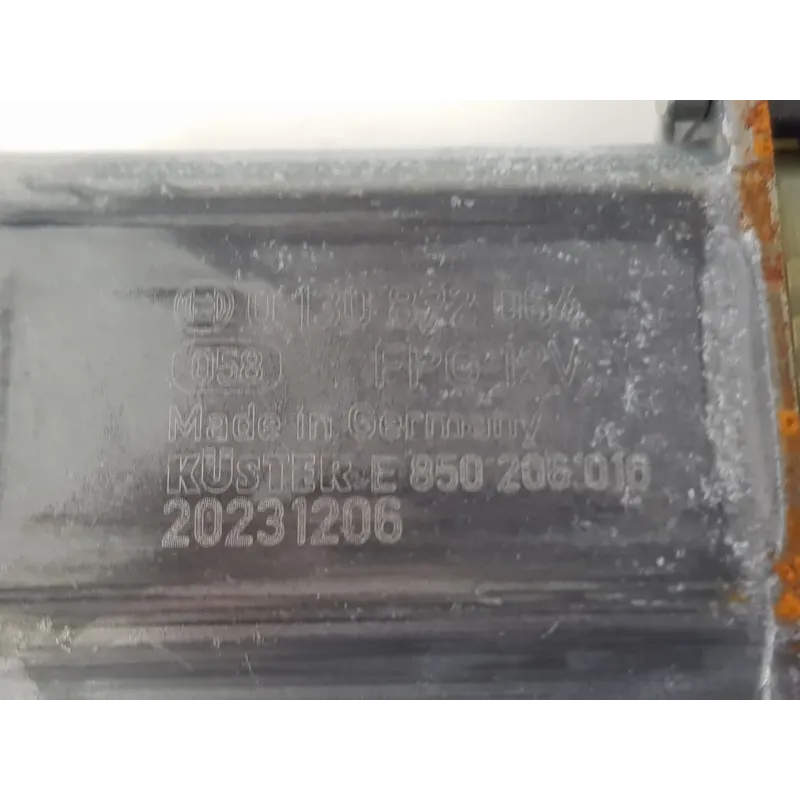 0 130 822 064
058 FPG 12V
Made in Germany
KÜSTER E 850 206 010
20231206